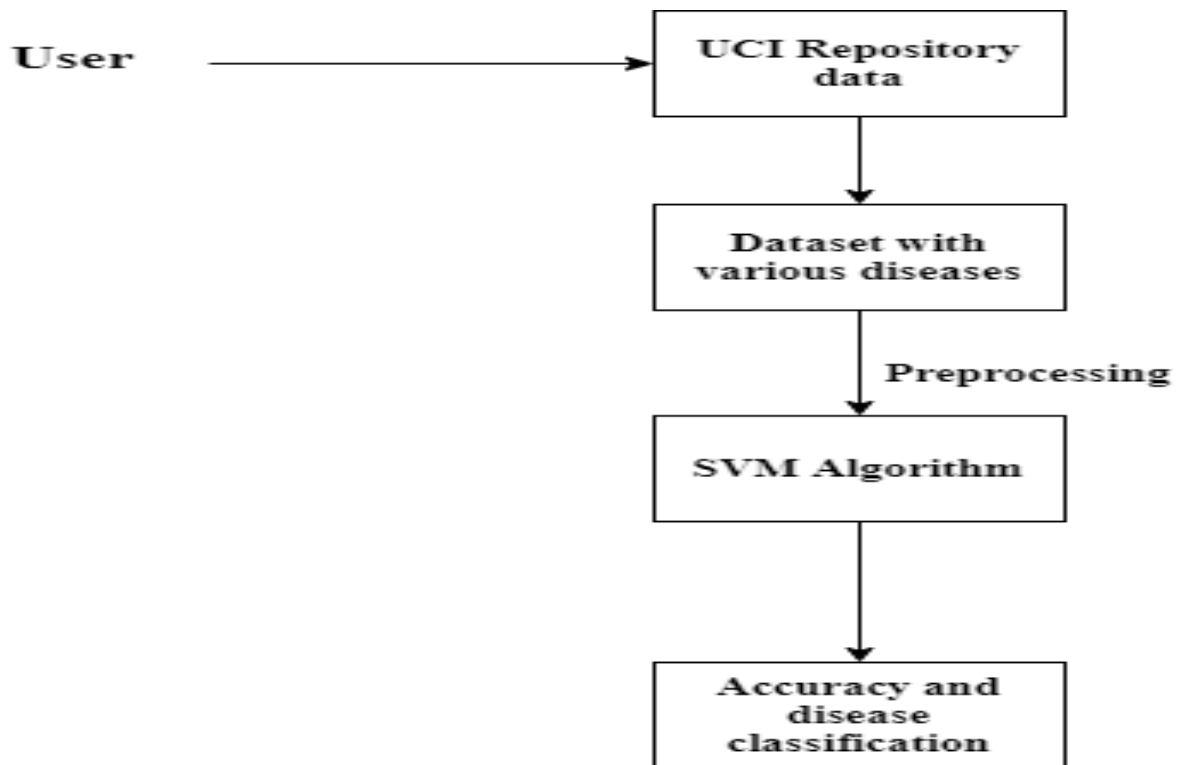 User
UCI Repository
data
Dataset with
various diseases
Preprocessing
SVM Algorithm
Accuracy and
disease
classification